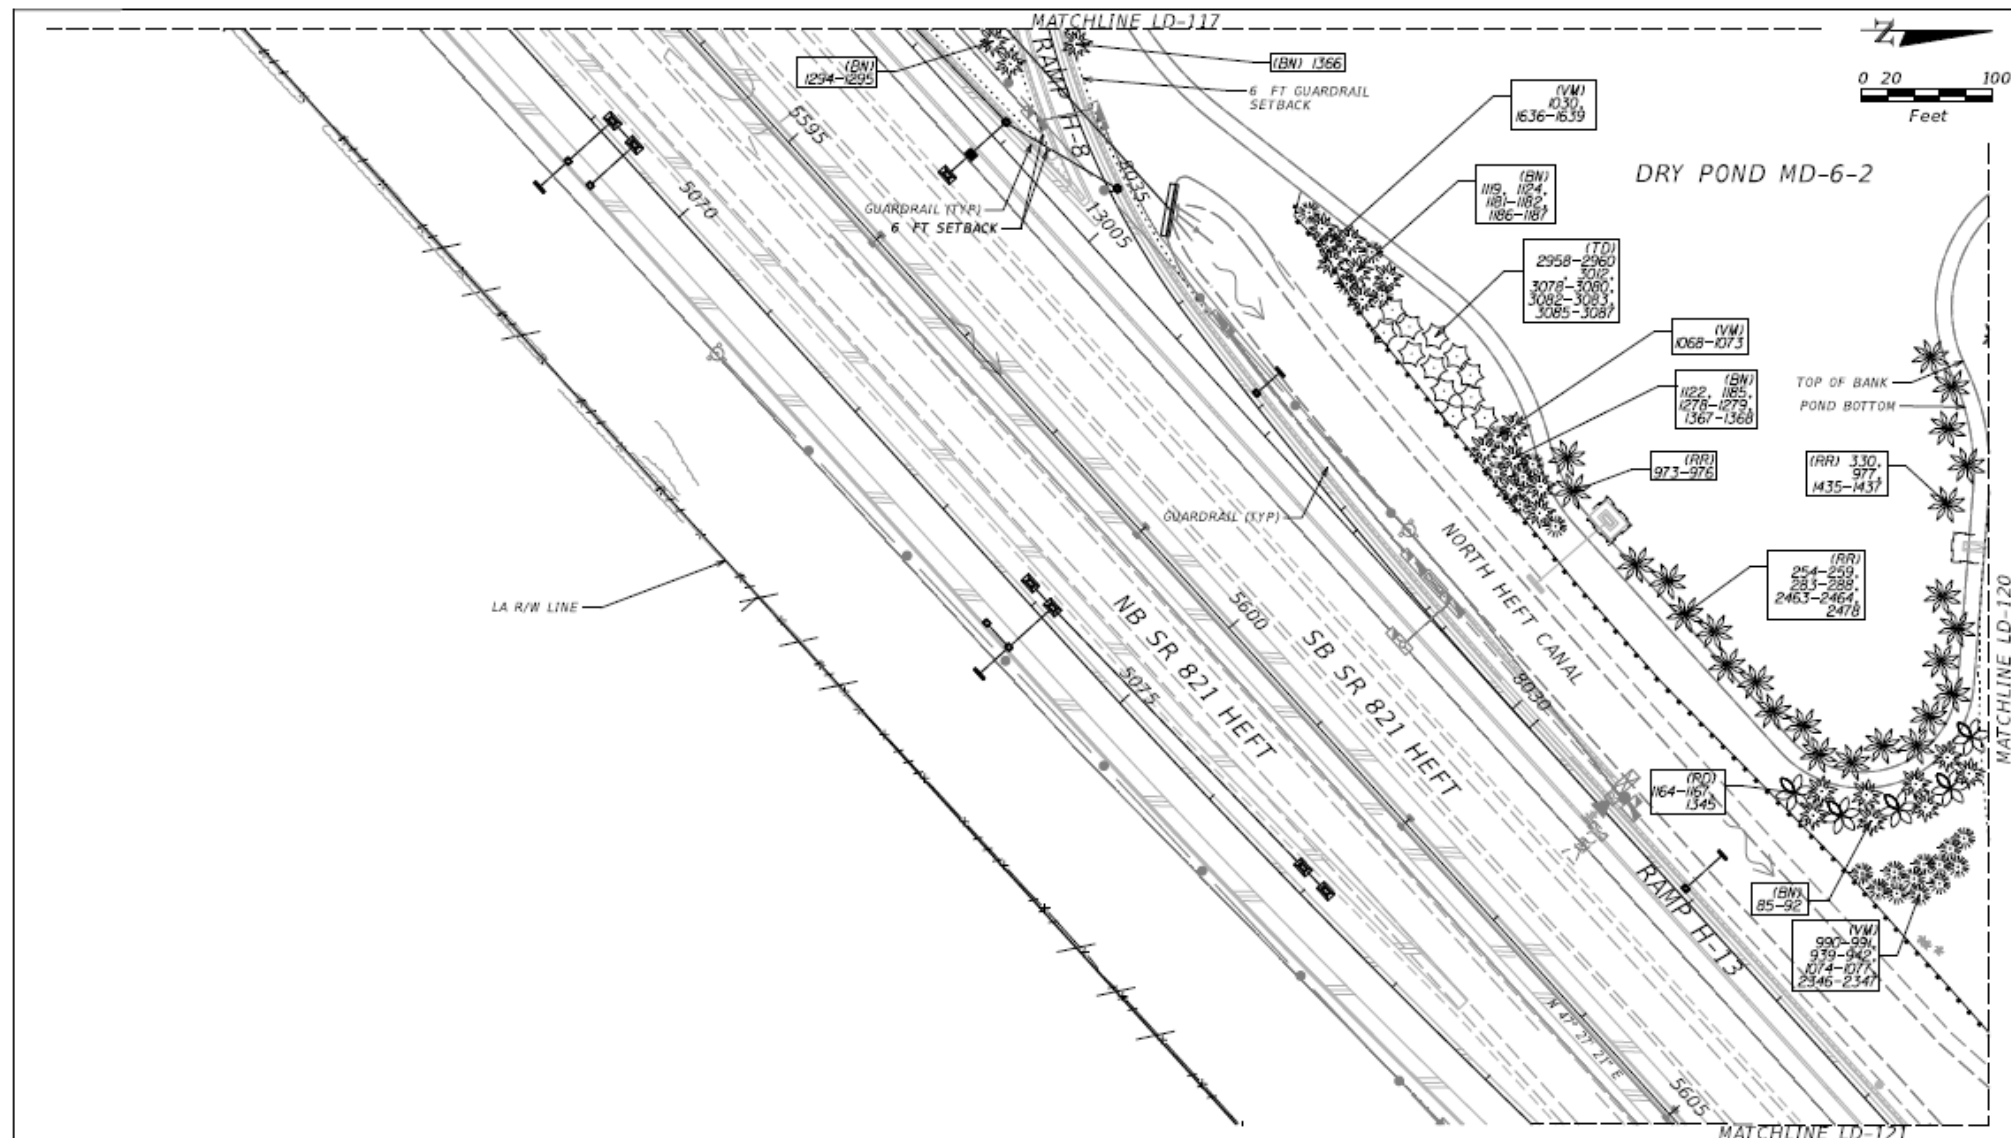 MATCHLINE LD-117
N
0 20 100
Feet
(BN)
1294-1295
RAMP H-8
(BN) 1366
6 FT GUARDRAIL
SETBACK
(VM)
1030,
1636-1639
DRY POND MD-6-2
5595
5070
8035
13005
GUARDRAIL (TYP)
6 FT SETBACK
(BN)
1119, 1124,
1181-1182,
1186-1187
(TD)
2958-2960
, 3012,
3078-3080,
3082-3083,
3085-3087
(VM)
1068-1073
(BN)
1122, 1185,
1278-1279,
1367-1368
TOP OF BANK
POND BOTTOM
(RR)
973-976
(RR) 330,
977,
1435-1437
GUARDRAIL (TYP)
NORTH HEFT CANAL
(RR)
254-259,
283-288,
2463-2464,
2478
LA R/W LINE
NB SR 821 HEFT
5600
SB SR 821 HEFT
5075
8030
MATCHLINE LD-120
(RD)
1164-1167,
1345
RAMP H-13
(BN)
85-92
(VM)
990-991,
939-942,
1074-1077,
2346-2347
N 47° 27' 21" E
5605
MATCHLINE LD-121